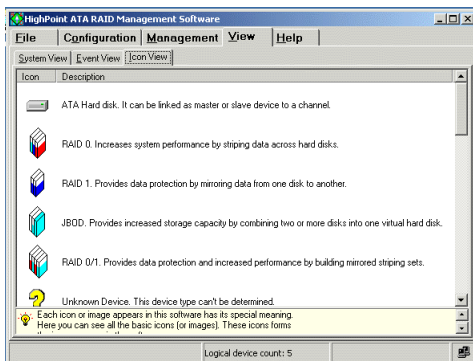 HighPoint ATA RAID Management Software
File Configuration Management View Help
System View Event View Icon View
Icon Description
ATA Hard disk. It can be linked as master or slave device to a channel.
RAID 0. Increases system performance by striping data across hard disks.
RAID 1. Provides data protection by mirroring data from one disk to another.
JBOD. Provides increased storage capacity by combining two or more disks into one virtual hard disk.
RAID 0/1. Provides data protection and increased performance by building mirrored striping sets.
Unknown Device. This device type can't be determined.
Each icon or image appears in this software has its special meaning.
Here you can see all the basic icons (or images). These icons forms
Logical device count: 5